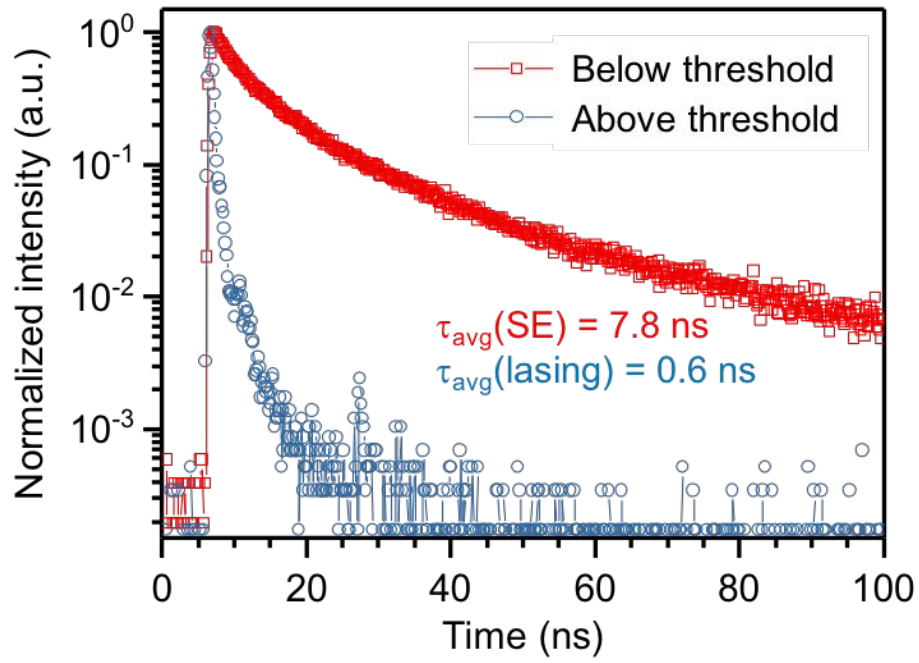 Normalized intensity (a.u.)
10⁰
10⁻¹
10⁻²
10⁻³
Below threshold
Above threshold
τavg(SE) = 7.8 ns
τavg(lasing) = 0.6 ns
0 20 40 60 80 100
Time (ns)